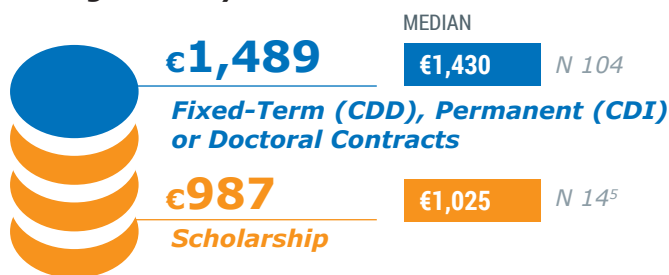 MEDIAN
€1,489 €1,430 N 104
Fixed-Term (CDD), Permanent (CDI)
or Doctoral Contracts
€987 €1,025 N 14⁵
Scholarship